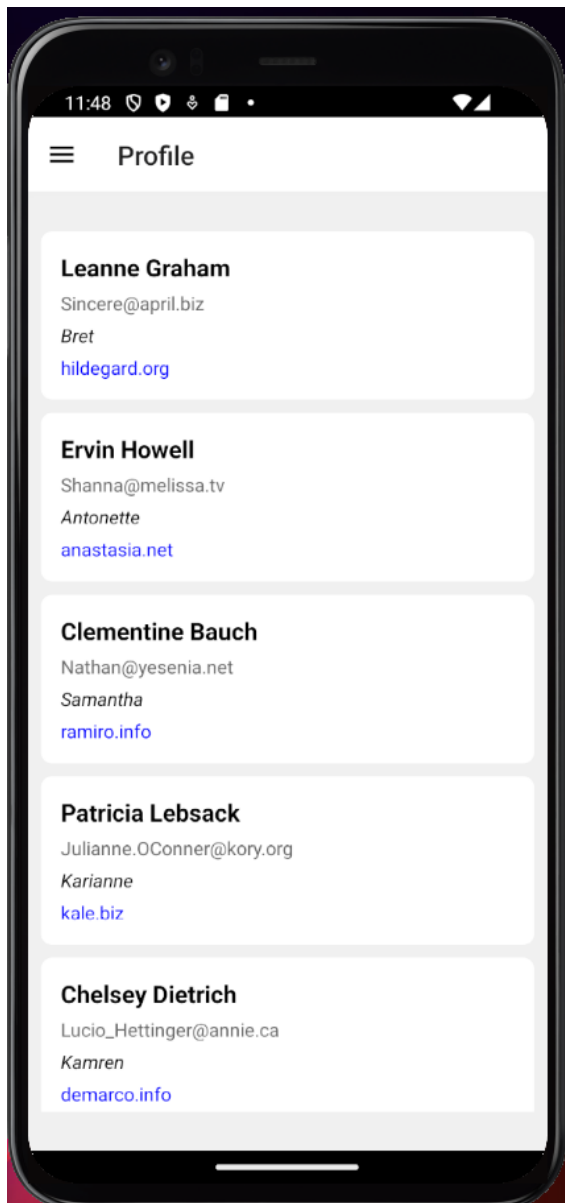 11:48
Profile
Leanne Graham
Sincere@april.biz
Bret
hildegard.org
Ervin Howell
Shanna@melissa.tv
Antonette
anastasia.net
Clementine Bauch
Nathan@yesenia.net
Samantha
ramiro.info
Patricia Lebsack
Julianne.OConner@kory.org
Karianne
kale.biz
Chelsey Dietrich
Lucio_Hettinger@annie.ca
Kamren
demarco.info